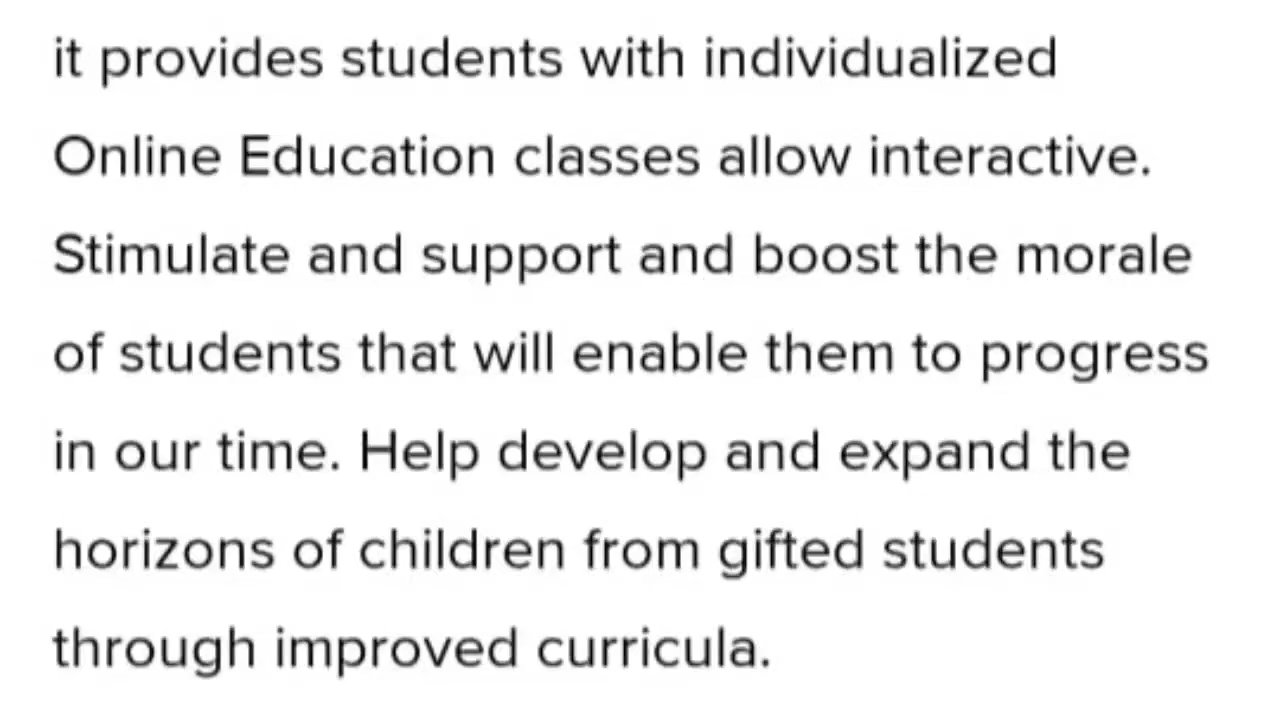 it provides students with individualized
Online Education classes allow interactive.
Stimulate and support and boost the morale
of students that will enable them to progress
in our time. Help develop and expand the
horizons of children from gifted students
through improved curricula.